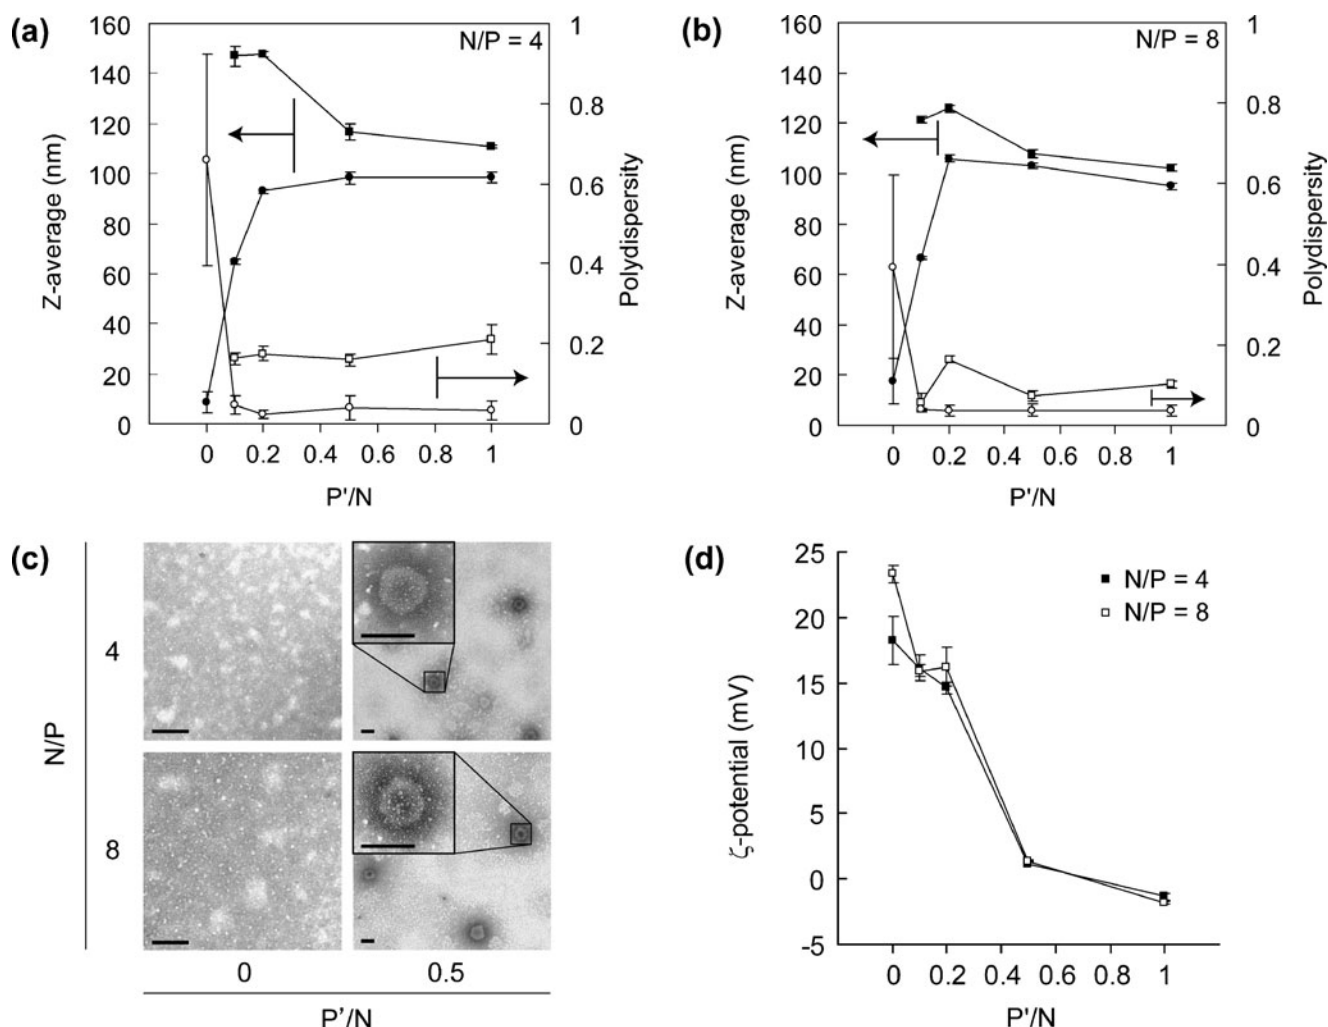 (a)
N/P = 4
Z-average (nm)
160
140
120
100
80
60
40
20
0
1
0.8
0.6
0.4
0.2
0
Polydispersity
0 0.2 0.4 0.6 0.8 1
P'/N
(b)
N/P = 8
Z-average (nm)
160
140
120
100
80
60
40
20
0
1
0.8
0.6
0.4
0.2
0
Polydispersity
0 0.2 0.4 0.6 0.8 1
P'/N
(c)
N/P
4
8
0 0.5
P'/N
(d)
N/P = 4
N/P = 8
ζ-potential (mV)
25
20
15
10
5
0
-5
0 0.2 0.4 0.6 0.8 1
P'/N